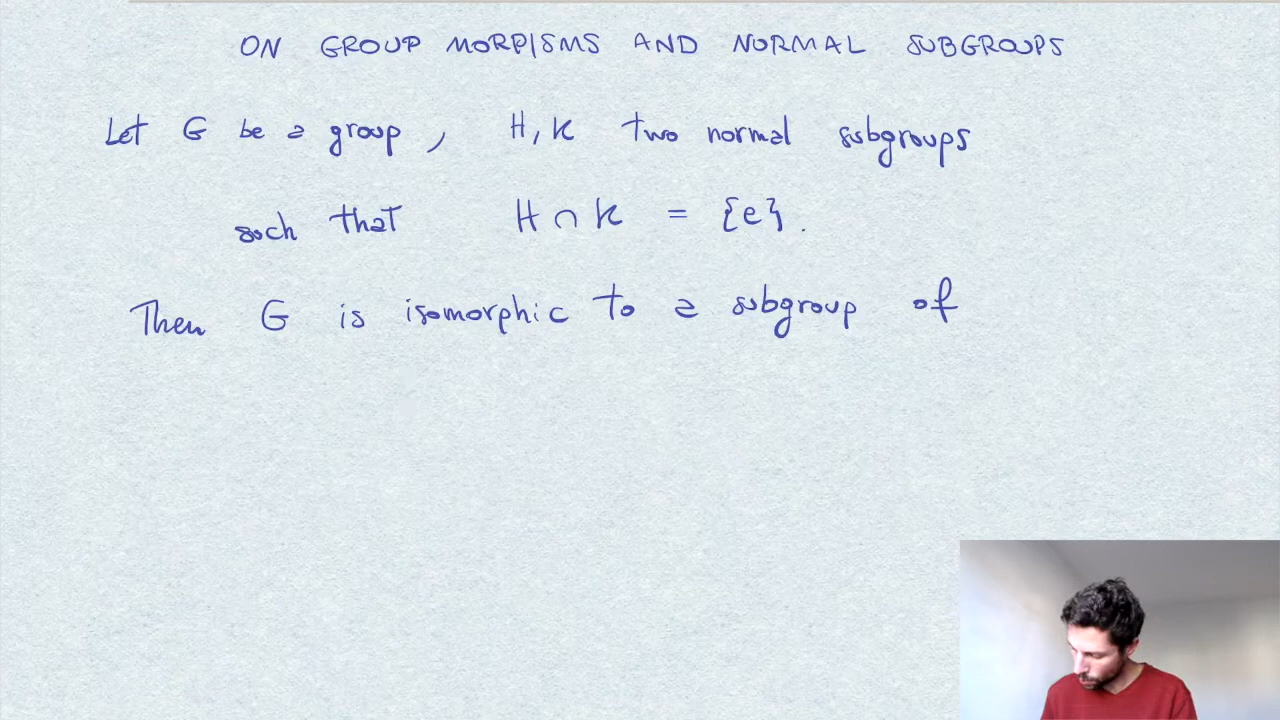 ON GROUP MORPISMS AND NORMAL SUBGROUPS
Let G be a group, H, K two normal subgroups
such that H ∩ K = {e}.
Then G is isomorphic to a subgroup of